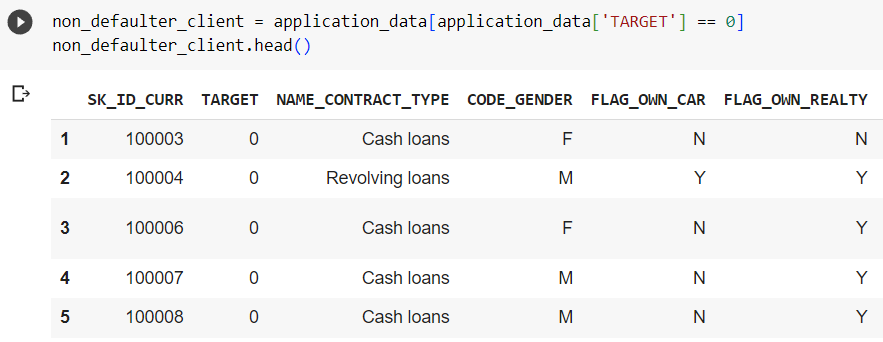 non_defaulter_client = application_data[application_data['TARGET'] == 0]
non_defaulter_client.head()
SK_ID_CURR TARGET NAME_CONTRACT_TYPE CODE_GENDER FLAG_OWN_CAR FLAG_OWN_REALTY
1 100003 0 Cash loans F N N
2 100004 0 Revolving loans M Y Y
3 100006 0 Cash loans F N Y
4 100007 0 Cash loans M N Y
5 100008 0 Cash loans M N Y